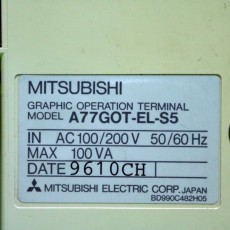 MITSUBISHI
GRAPHIC OPERATION TERMINAL
MODEL A77GOT-EL-S5
IN AC100/200V 50/60Hz
MAX 100VA
DATE 9610CH
MITSUBISHI ELECTRIC CORP. JAPAN
BD990C482H05